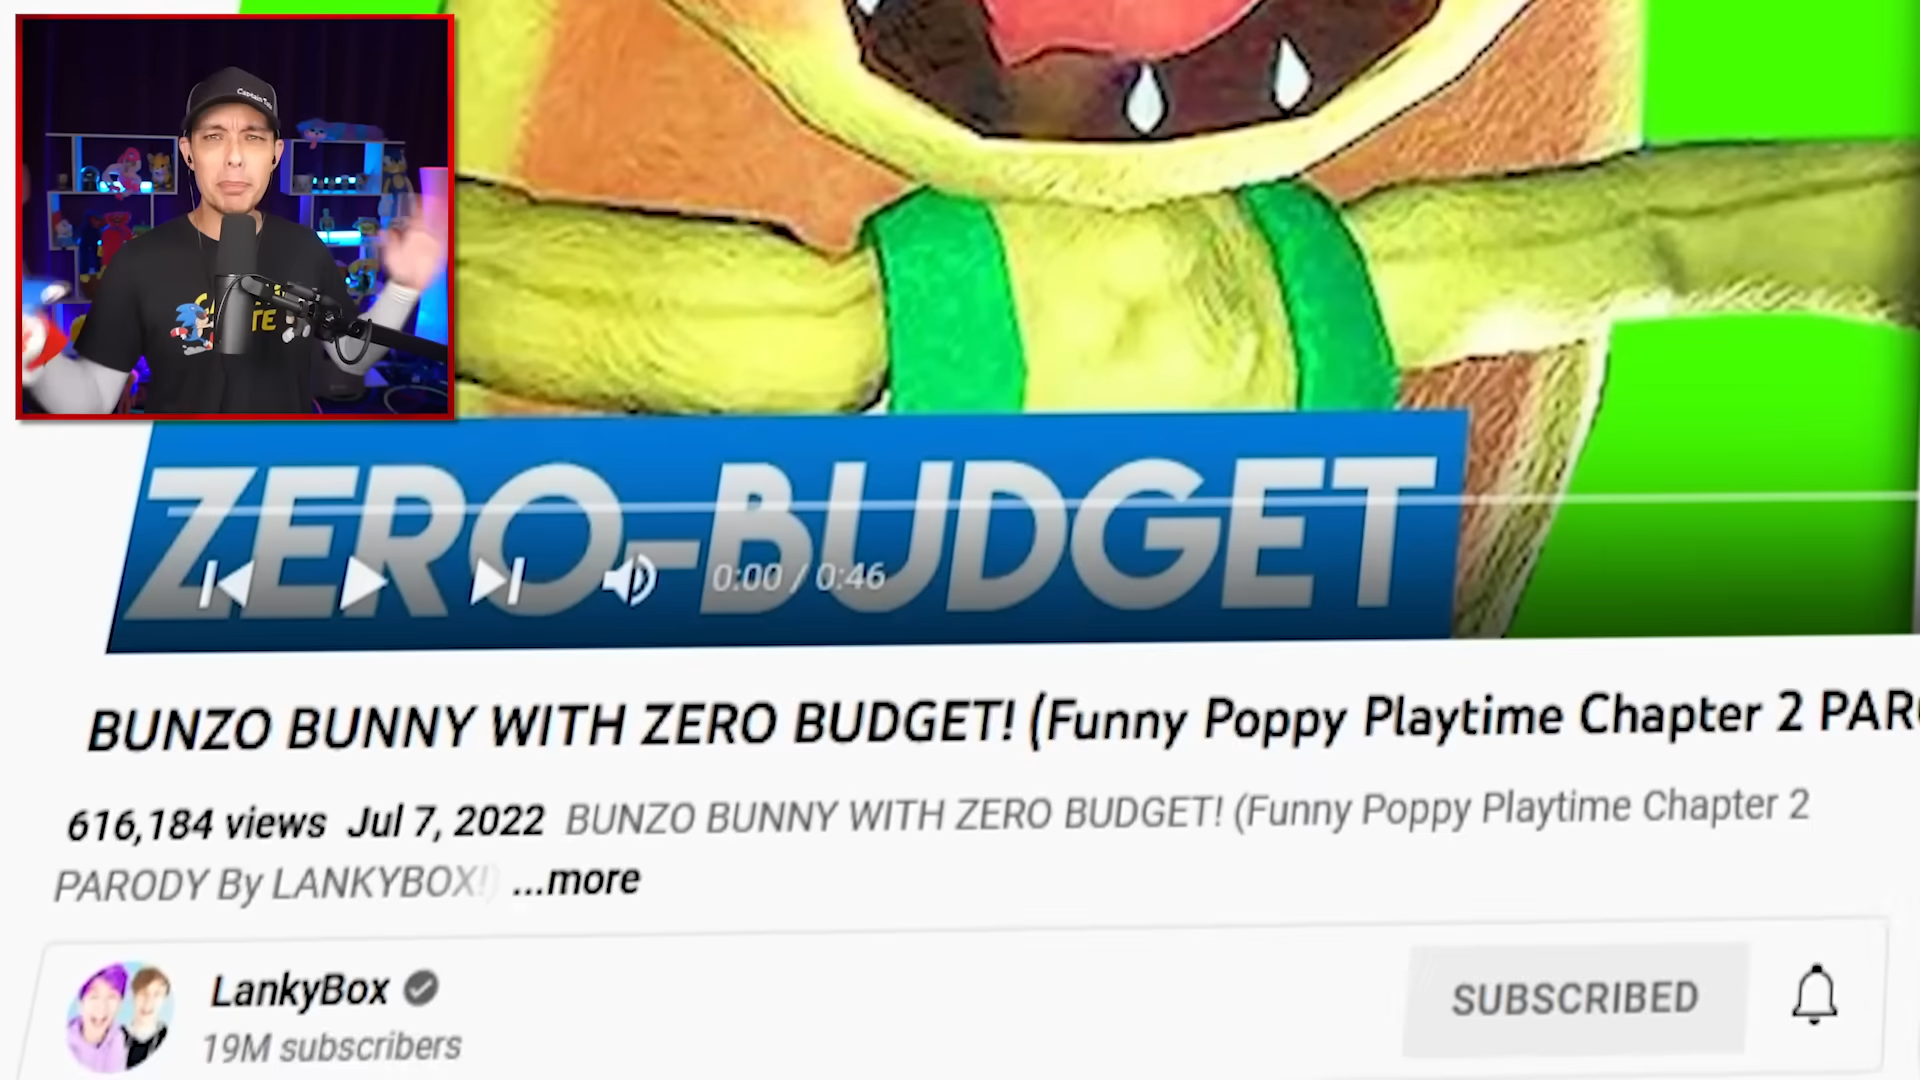 ZERO-BUDGET
0:00 / 0:46
BUNZO BUNNY WITH ZERO BUDGET! (Funny Poppy Playtime Chapter 2 PAR
616,184 views Jul 7, 2022 BUNZO BUNNY WITH ZERO BUDGET! (Funny Poppy Playtime Chapter 2
PARODY By LANKYBOX!) ...more
LankyBox
19M subscribers
SUBSCRIBED